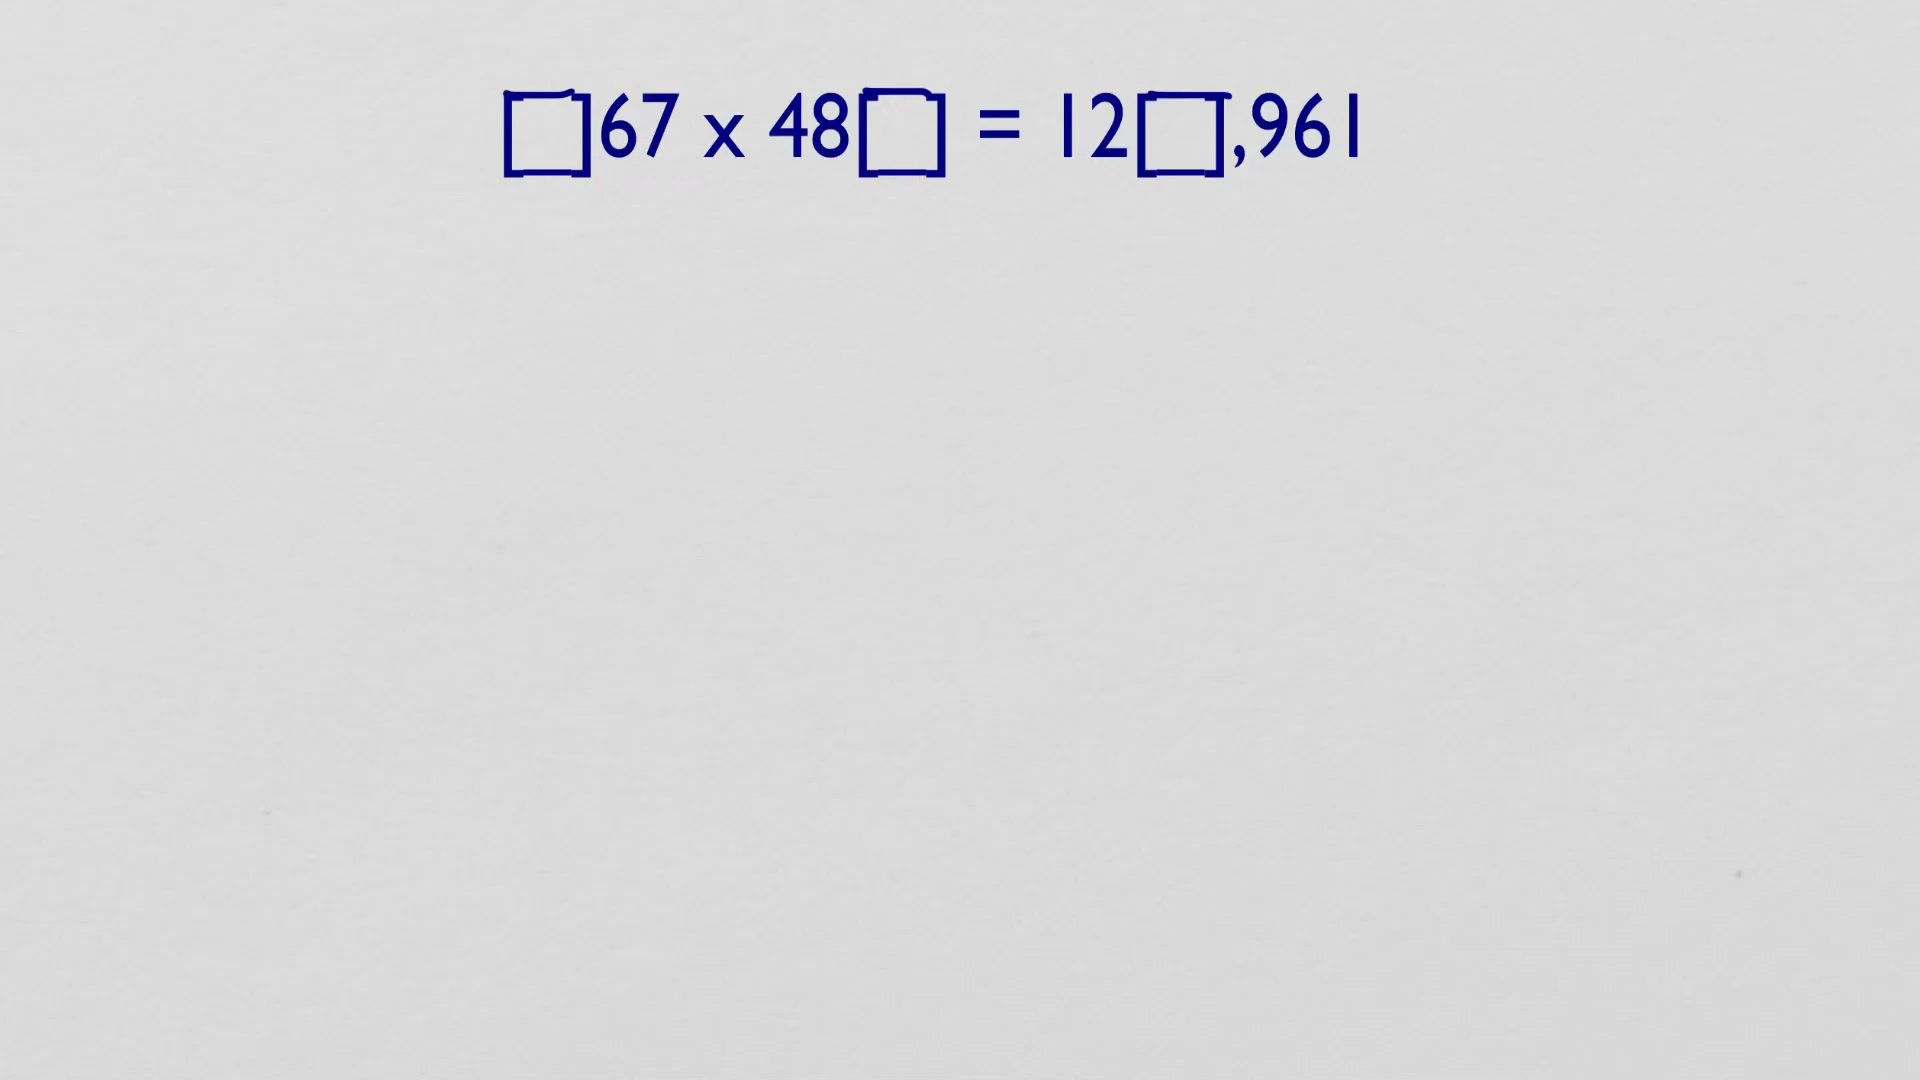 □67 x 48□ = 12□,961